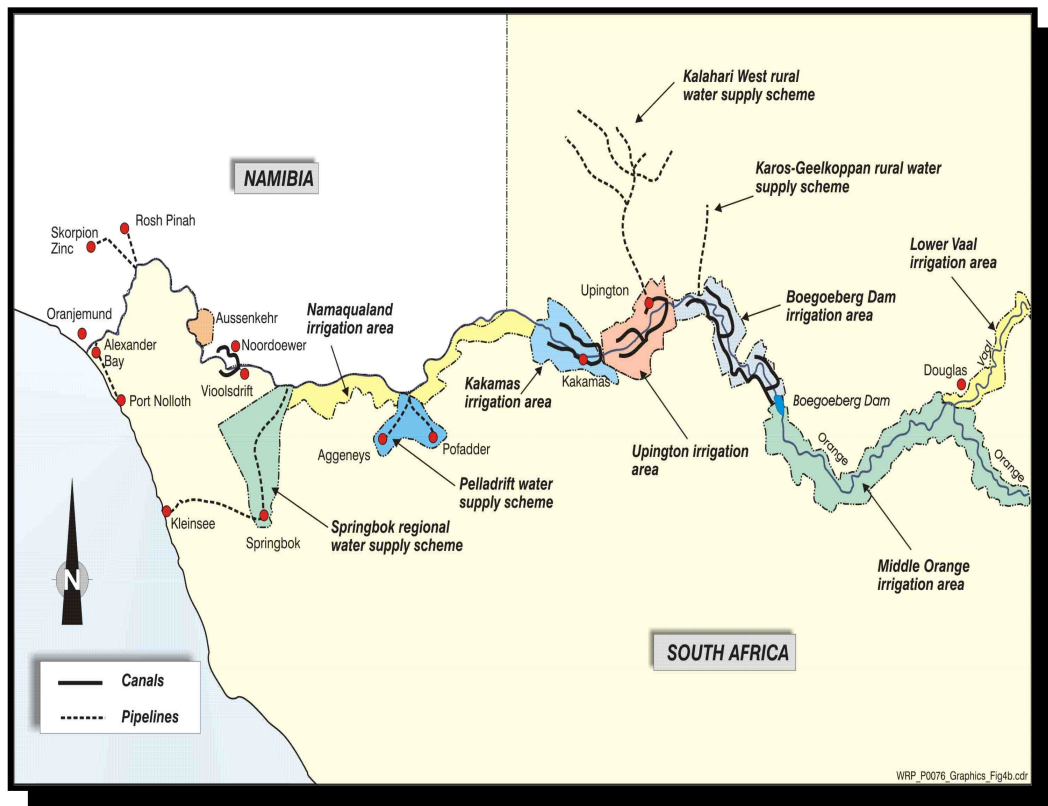 Kalahari West rural
water supply scheme
NAMIBIA
Karos-Geelkoppan rural water
supply scheme
Rosh Pinah
Skorpion
Zinc
Lower Vaal
irrigation area
Oranjemund
Namaqualand
irrigation area
Aussenkehr
Upington
Boegoeberg Dam
irrigation area
Alexander
Bay
Noordoewer
Vaal
Douglas
Vioolsdrift
Kakamas
irrigation area
Kakamas
Port Nolloth
Boegoeberg Dam
Orange
Orange
Aggeneys
Pofadder
Upington irrigation
area
Pelladrift water
supply scheme
Kleinsee
Springbok
Springbok regional
water supply scheme
Middle Orange
irrigation area
N
SOUTH AFRICA
Canals
Pipelines
WRP_P0076_Graphics_Fig4b.cdr